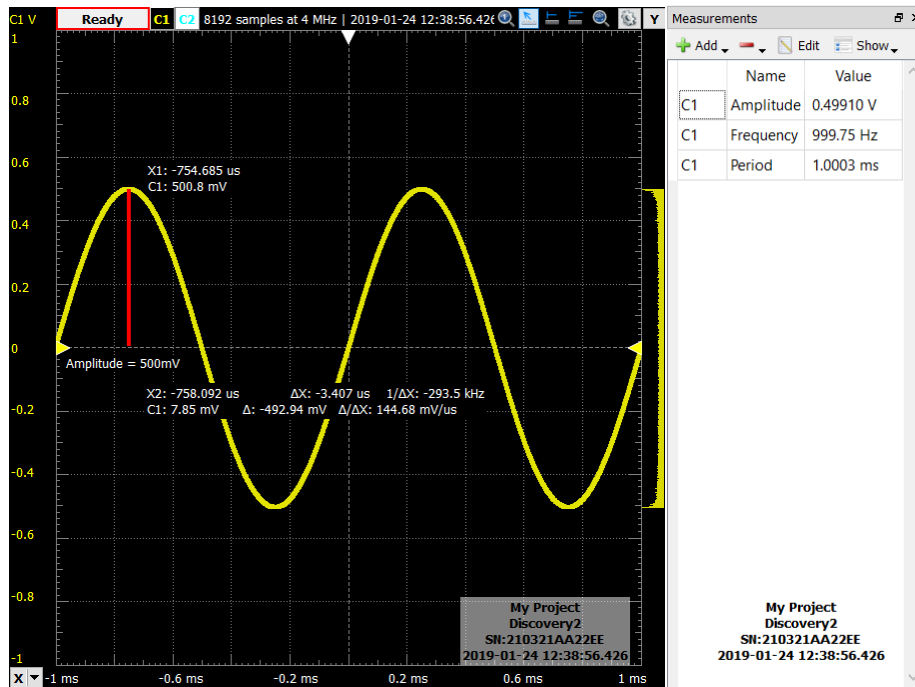 C1 V Ready C1 C2 8192 samples at 4 MHz | 2019-01-24 12:38:56.426 Y
1
0.8
0.6
0.4
0.2
0
-0.2
-0.4
-0.6
-0.8
-1
X1: -754.685 us
C1: 500.8 mV
Amplitude = 500mV
X2: -758.092 us ΔX: -3.407 us 1/ΔX: -293.5 kHz
C1: 7.85 mV Δ: -492.94 mV Δ/ΔX: 144.68 mV/us
My Project
Discovery2
SN:210321AA22EE
2019-01-24 12:38:56.426
X -1 ms -0.6 ms -0.2 ms 0.2 ms 0.6 ms 1 ms
Measurements
Add Edit Show
Name Value
C1 Amplitude 0.49910 V
C1 Frequency 999.75 Hz
C1 Period 1.0003 ms
My Project
Discovery2
SN:210321AA22EE
2019-01-24 12:38:56.426